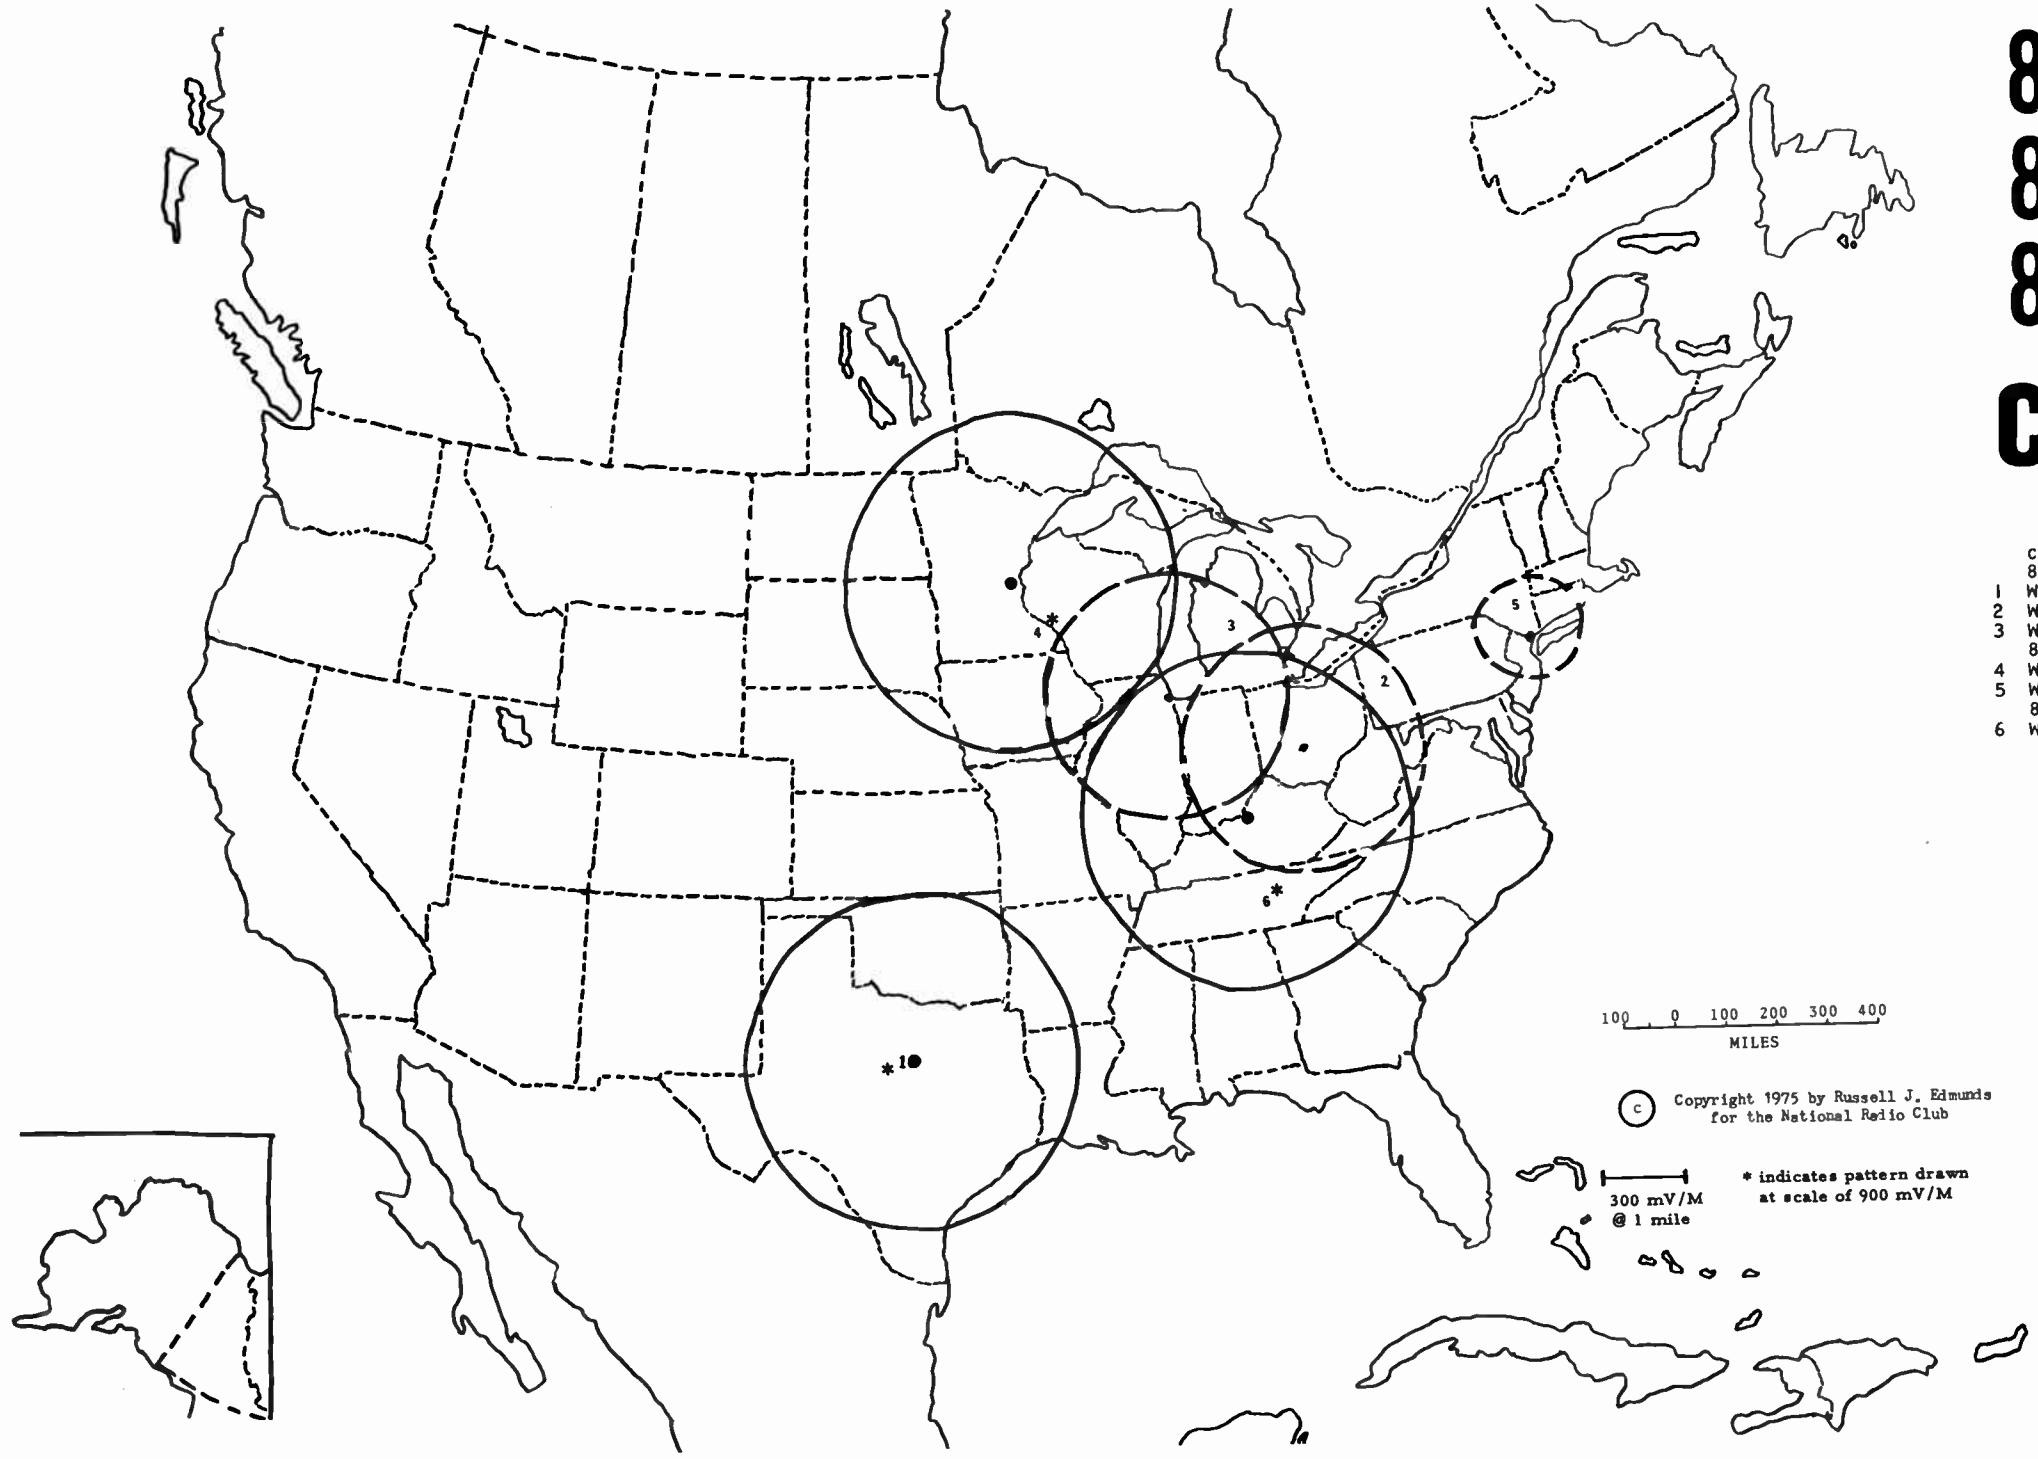 8
8
8
C
C
8
1 W
2 W
3 W
8
4 W
5 W
8
6 W
4
*
3
5
2
6 *
* 1
100 0 100 200 300 400
MILES
C Copyright 1975 by Russell J. Edmunds
for the National Radio Club
300 mV/M
@ 1 mile
* indicates pattern drawn
at scale of 900 mV/M